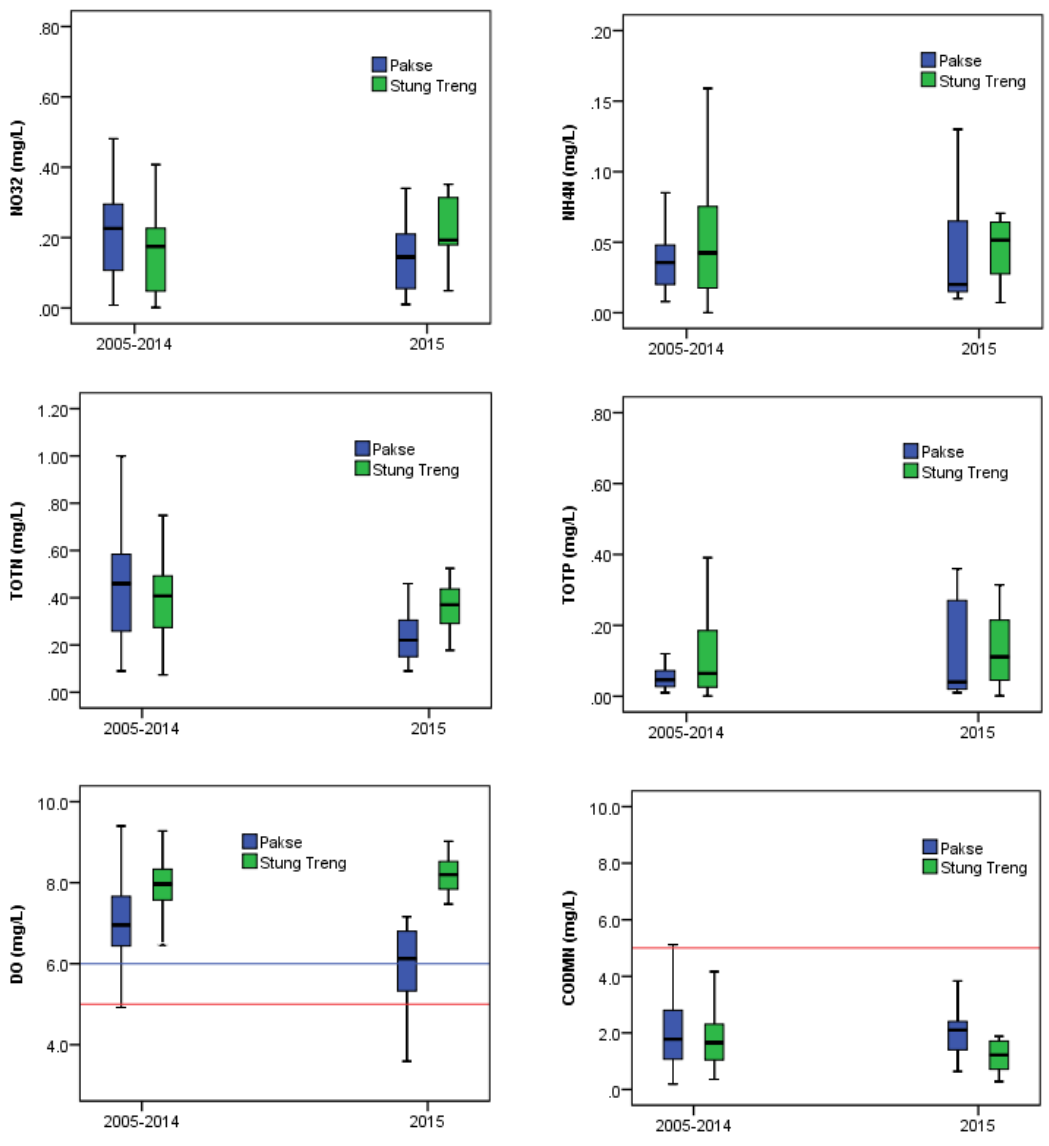 .80
.60
.40
.20
.00
NO32 (mg/L)
Pakse
Stung Treng
2005-2014
2015
.20
.15
.10
.05
.00
NH4N (mg/L)
Pakse
Stung Treng
2005-2014
2015
1.20
1.00
.80
.60
.40
.20
.00
TOTN (mg/L)
Pakse
Stung Treng
2005-2014
2015
.80
.60
.40
.20
.00
TOTP (mg/L)
Pakse
Stung Treng
2005-2014
2015
10.0
8.0
6.0
4.0
DO (mg/L)
Pakse
Stung Treng
2005-2014
2015
10.0
8.0
6.0
4.0
2.0
.0
CODMN (mg/L)
Pakse
Stung Treng
2005-2014
2015